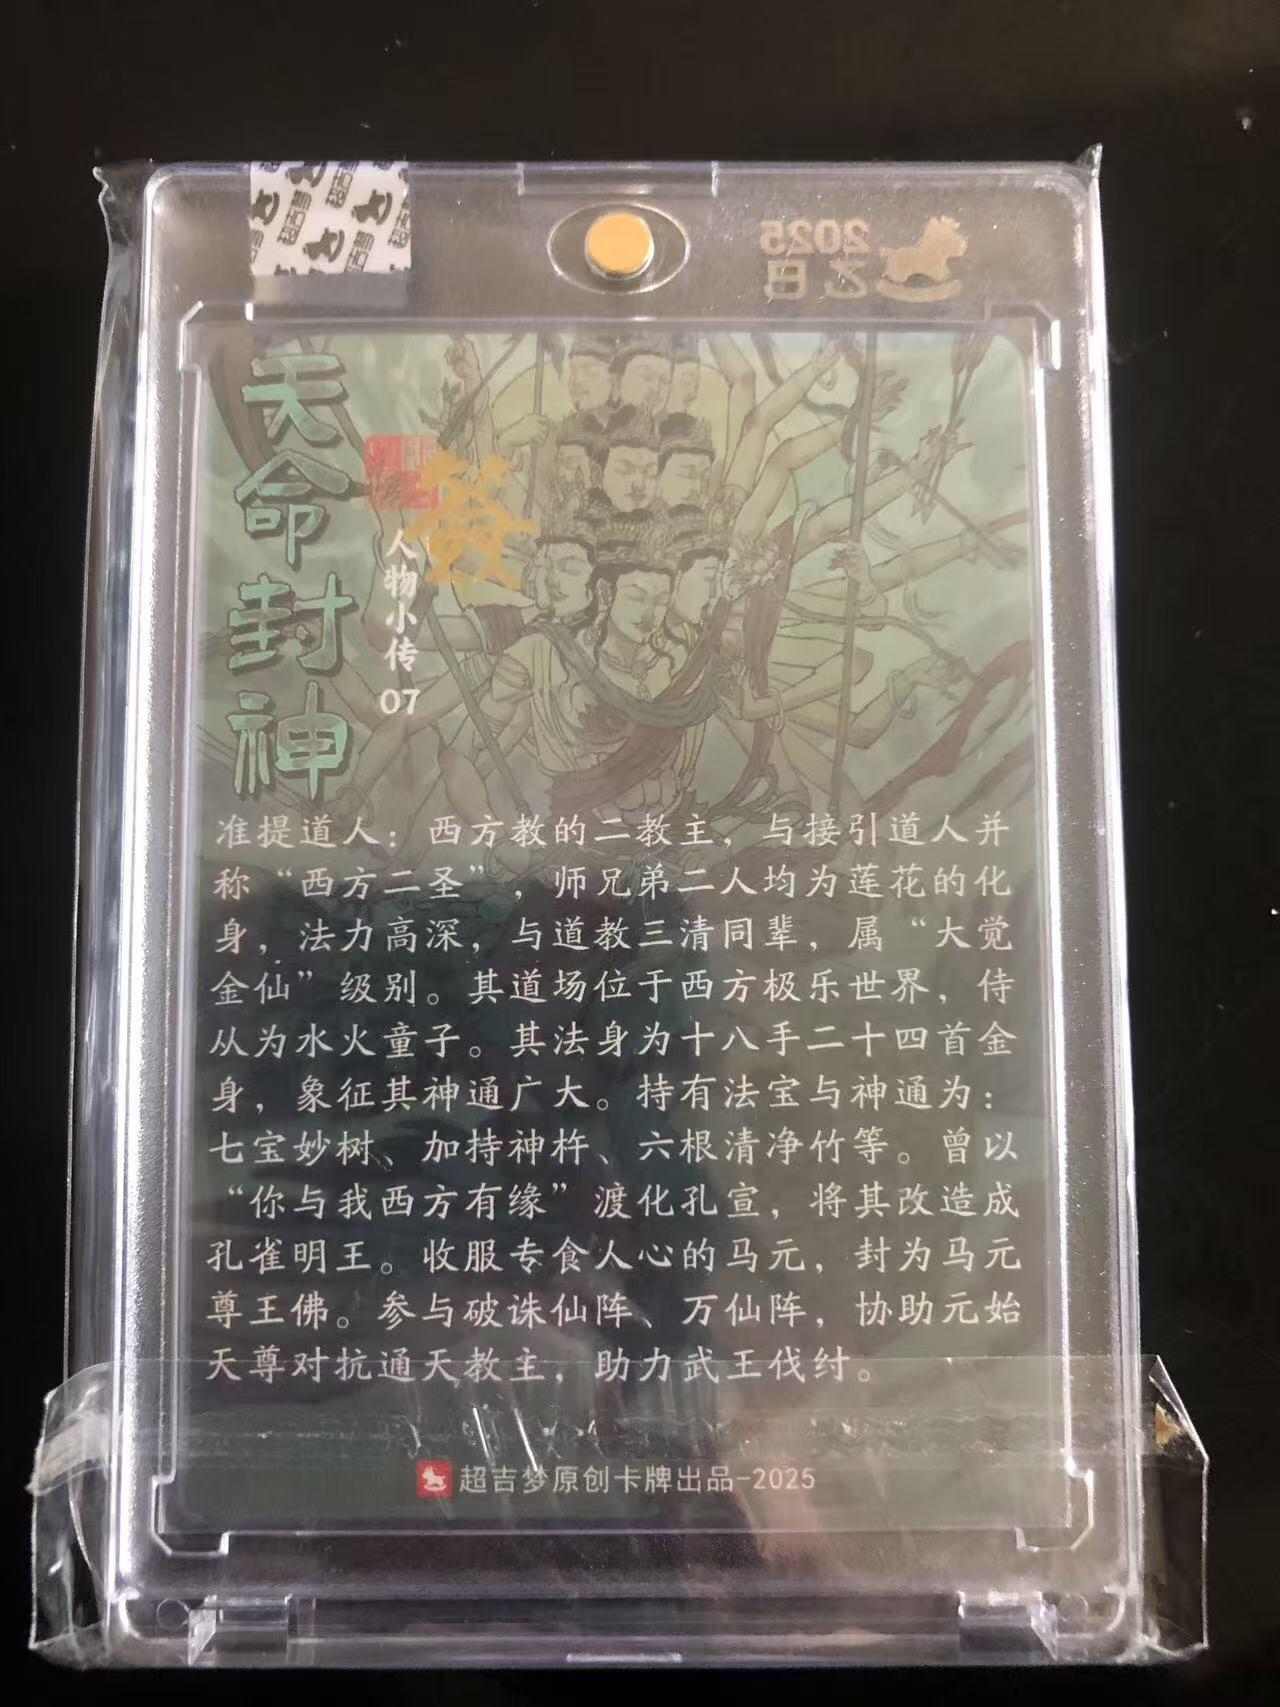 超吉梦
2025
乙巳
天命封神
發
人物小传
07
准提道人：西方教的二教主，与接引道人并
称“西方二圣”，师兄弟二人均为莲花的化
身，法力高深，与道教三清同辈，属“大觉
金仙”级别。其道场位于西方极乐世界，侍
从为水火童子。其法身为十八手二十四首金
身，象征其神通广大。持有法宝与神通为：
七宝妙树、加持神杵、六根清净竹等。曾以
“你与我西方有缘”渡化孔宣，将其改造成
孔雀明王。收服专食人心的马元，封为马元
尊王佛。参与破诛仙阵、万仙阵，协助元始
天尊对抗通天教主，助力武王伐纣。
超吉梦原创卡牌出品-2025